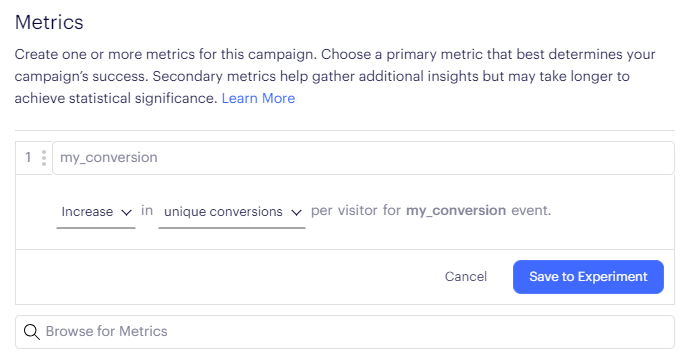 Metrics
Create one or more metrics for this campaign. Choose a primary metric that best determines your
campaign's success. Secondary metrics help gather additional insights but may take longer to
achieve statistical significance. Learn More
1 my_conversion
Increase in unique conversions per visitor for my_conversion event.
Cancel Save to Experiment
Browse for Metrics